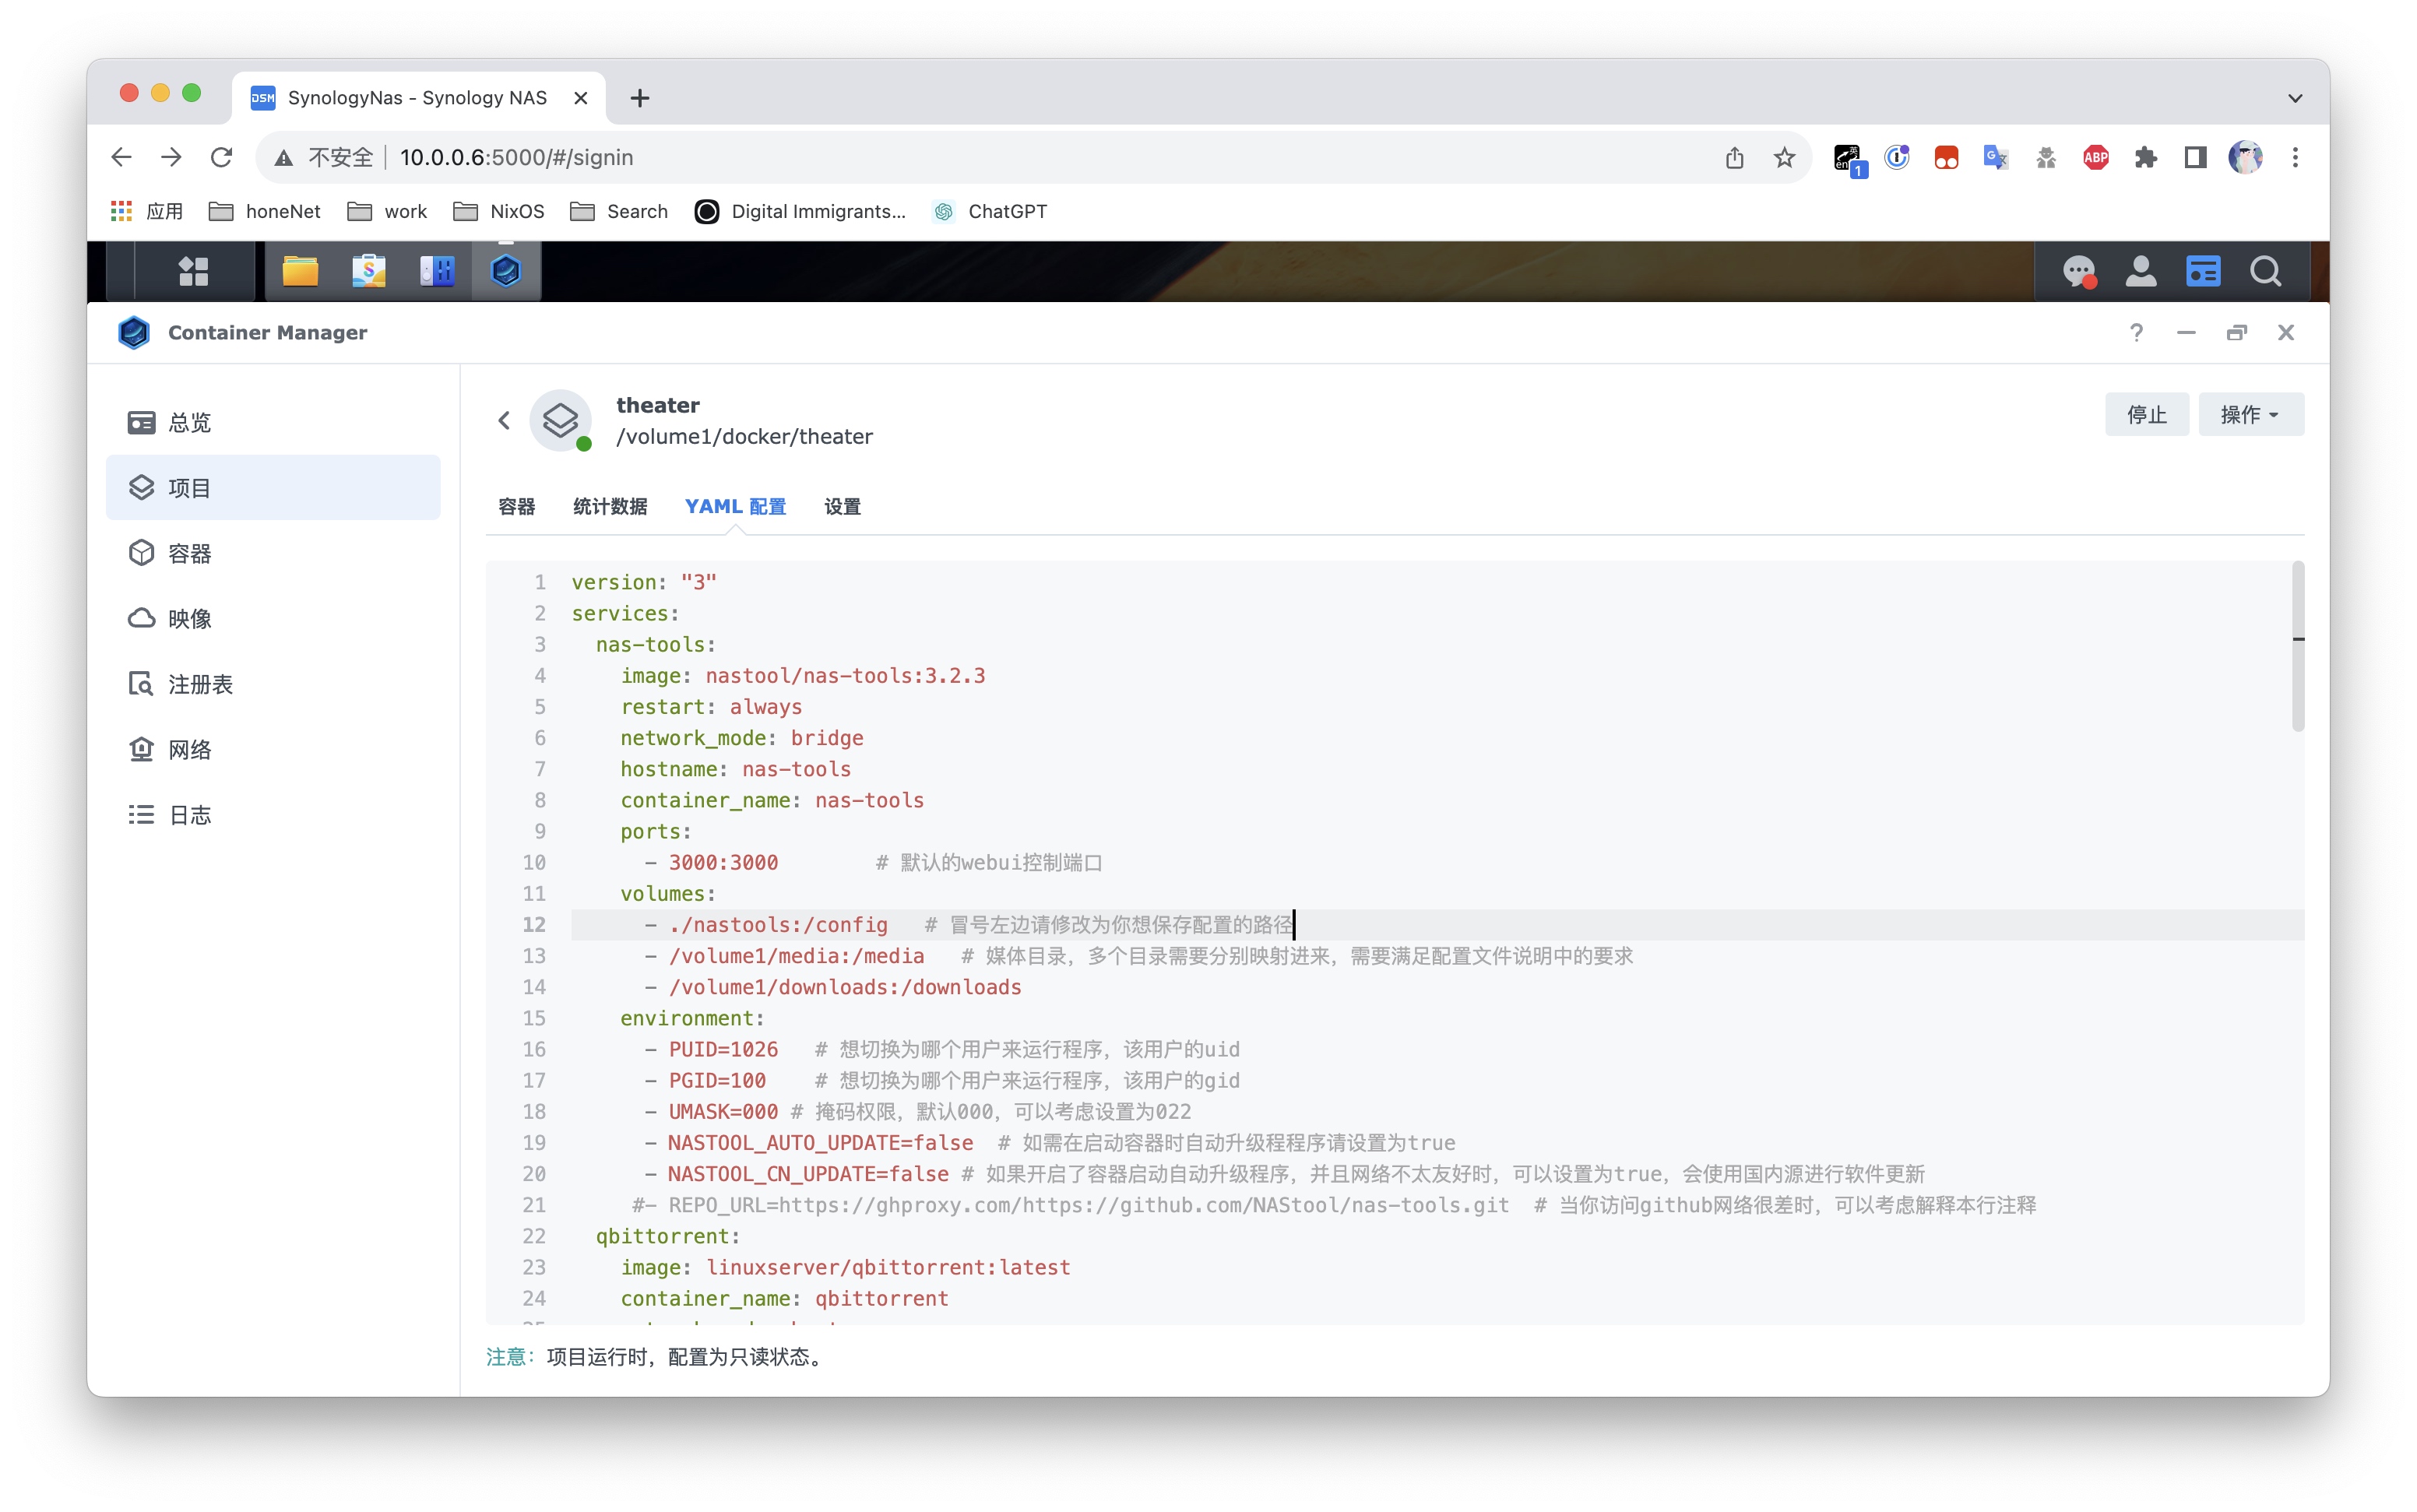 SynologyNas - Synology NAS
不安全 10.0.0.6:5000/#/signin
应用 honeNet work NixOS Search Digital Immigrants... ChatGPT
Container Manager
总览
项目
容器
映像
注册表
网络
日志
theater
/volume1/docker/theater
停止 操作
容器 统计数据 YAML 配置 设置
1 version: "3"
2 services:
3 nas-tools:
4 image: nastool/nas-tools:3.2.3
5 restart: always
6 network_mode: bridge
7 hostname: nas-tools
8 container_name: nas-tools
9 ports:
10 - 3000:3000 # 默认的webui控制端口
11 volumes:
12 - ./nastools:/config # 冒号左边请修改为你想保存配置的路径
13 - /volume1/media:/media # 媒体目录，多个目录需要分别映射进来，需要满足配置文件说明中的要求
14 - /volume1/downloads:/downloads
15 environment:
16 - PUID=1026 # 想切换为哪个用户来运行程序，该用户的uid
17 - PGID=100 # 想切换为哪个用户来运行程序，该用户的gid
18 - UMASK=000 # 掩码权限，默认000，可以考虑设置为022
19 - NASTOOL_AUTO_UPDATE=false # 如需在启动容器时自动升级程程序请设置为true
20 - NASTOOL_CN_UPDATE=false # 如果开启了容器启动自动升级程序，并且网络不太友好时，可以设置为true，会使用国内源进行软件更新
21 #- REPO_URL=https://ghproxy.com/https://github.com/NAStool/nas-tools.git # 当你访问github网络很差时，可以考虑解释本行注释
22 qbittorrent:
23 image: linuxserver/qbittorrent:latest
24 container_name: qbittorrent
注意：项目运行时，配置为只读状态。